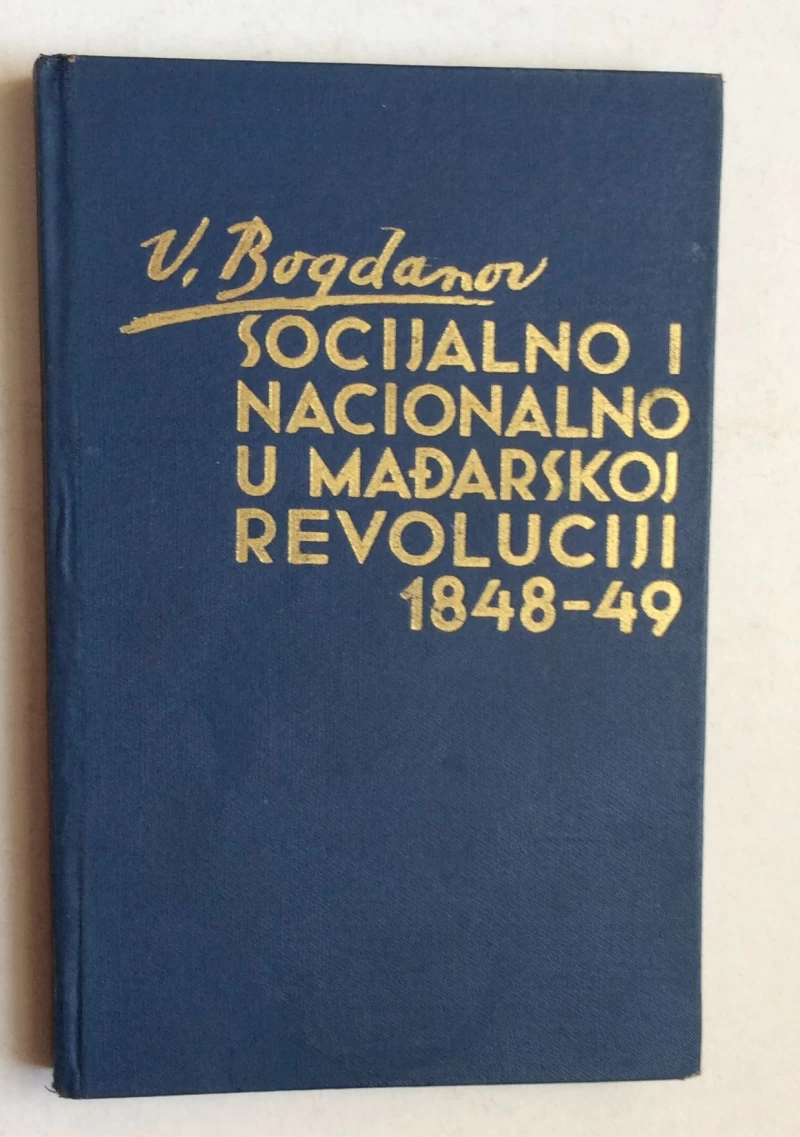 V. Bogdanov
SOCIJALNO I
NACIONALNO
U MAĐARSKOJ
REVOLUCIJI
1848-49